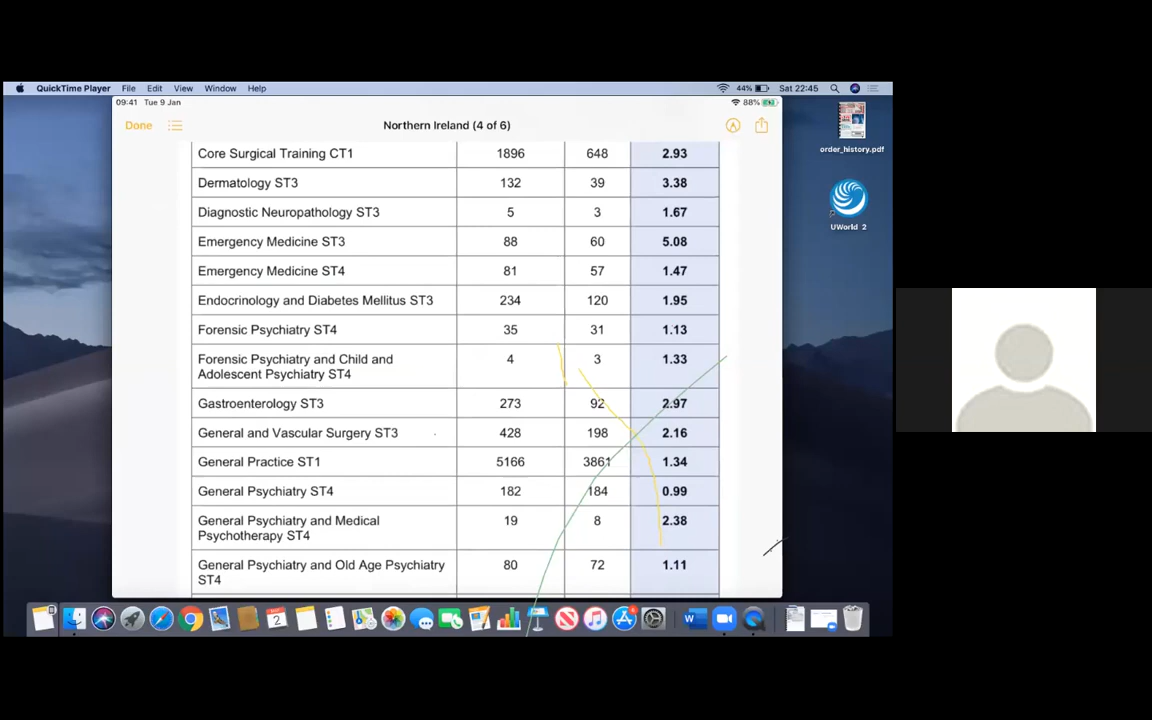 QuickTime Player File Edit View Window Help 44% Sat 22:45
09:41 Tue 9 Jan 88%
Done Northern Ireland (4 of 6)
Core Surgical Training CT1 1896 648 2.93
Dermatology ST3 132 39 3.38
Diagnostic Neuropathology ST3 5 3 1.67
Emergency Medicine ST3 88 60 5.08
Emergency Medicine ST4 81 57 1.47
Endocrinology and Diabetes Mellitus ST3 234 120 1.95
Forensic Psychiatry ST4 35 31 1.13
Forensic Psychiatry and Child and 4 3 1.33
Adolescent Psychiatry ST4
Gastroenterology ST3 273 92 2.97
General and Vascular Surgery ST3 428 198 2.16
General Practice ST1 5166 3861 1.34
General Psychiatry ST4 182 184 0.99
General Psychiatry and Medical 19 8 2.38
Psychotherapy ST4
General Psychiatry and Old Age Psychiatry 80 72 1.11
ST4
order_history.pdf
UWorld 2